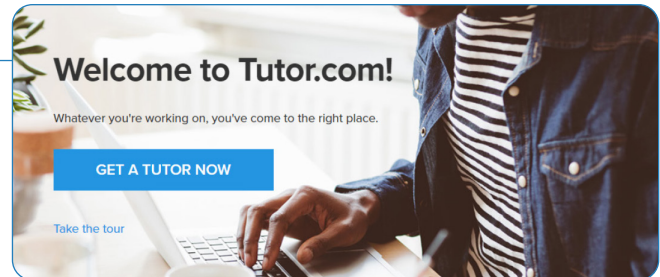 Welcome to Tutor.com!
Whatever you're working on, you've come to the right place.
GET A TUTOR NOW
Take the tour